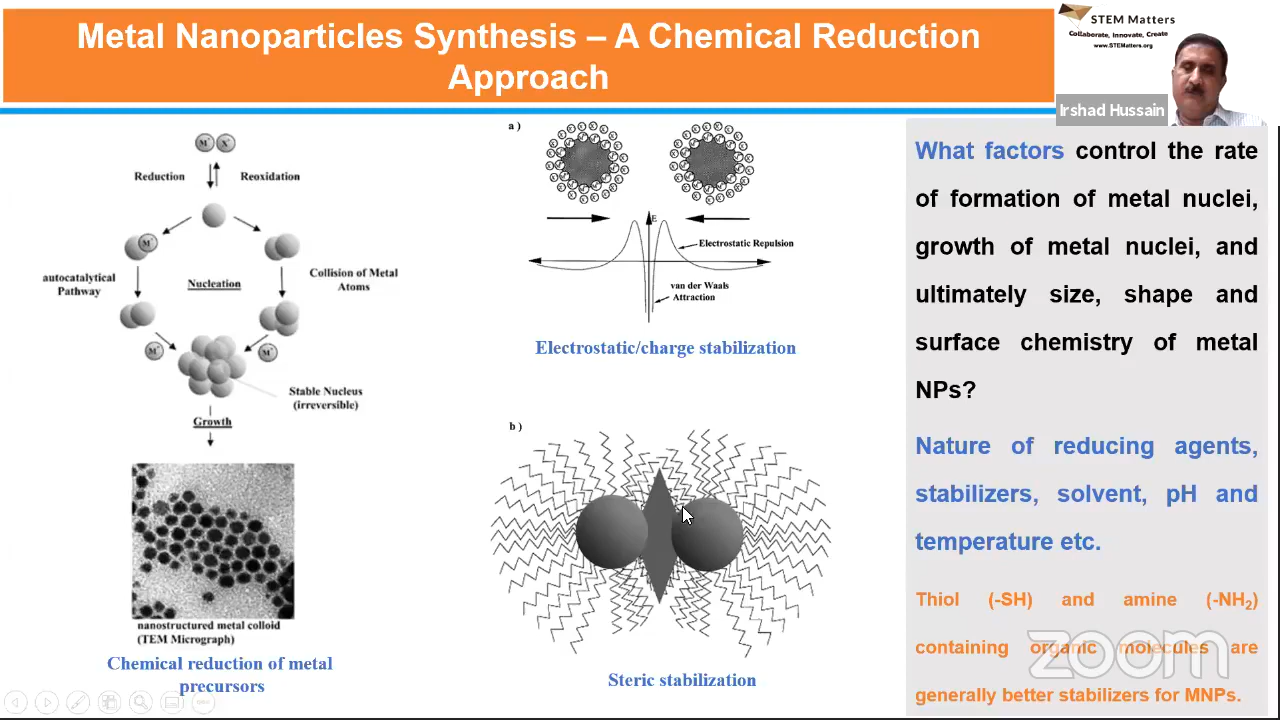 Metal Nanoparticles Synthesis – A Chemical Reduction
Approach
STEM Matters
Collaborate, Innovate, Create
www.STEMatters.org
Irshad Hussain
M⁺ X⁻
Reduction
Reoxidation
M⁺
autocatalytical
Pathway
Nucleation
Collision of Metal
Atoms
M⁺
M⁺
Stable Nucleus
(irreversible)
Growth
nanostructured metal colloid
(TEM Micrograph)
Chemical reduction of metal
precursors
a )
E
Electrostatic Repulsion
van der Waals
Attraction
Electrostatic/charge stabilization
b )
Steric stabilization
What factors control the rate
of formation of metal nuclei,
growth of metal nuclei, and
ultimately size, shape and
surface chemistry of metal
NPs?
Nature of reducing agents,
stabilizers, solvent, pH and
temperature etc.
Thiol (-SH) and amine (-NH₂)
containing organic molecules are
generally better stabilizers for MNPs.
zoom